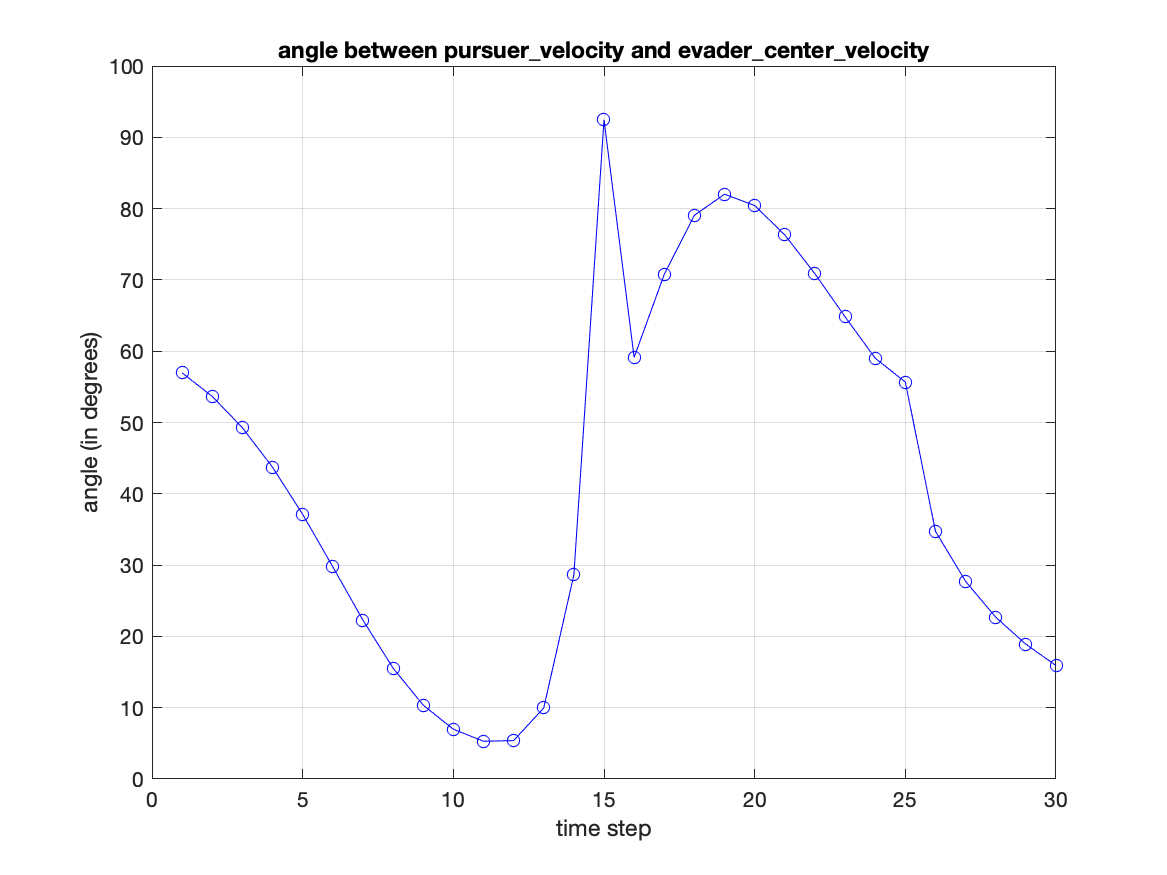 angle between pursuer_velocity and evader_center_velocity
100
90
80
70
60
50
40
30
20
10
0
angle (in degrees)
0 5 10 15 20 25 30
time step